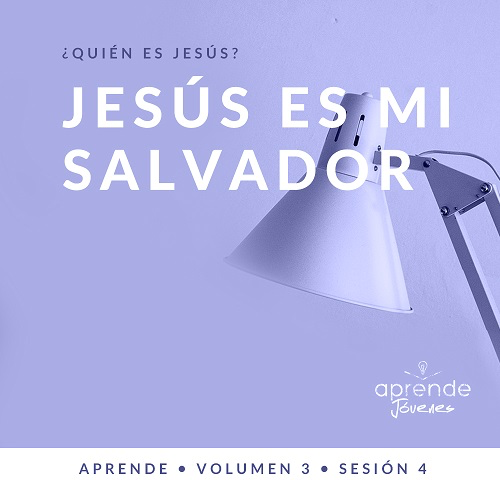 ¿QUIÉN ES JESÚS?
JESÚS ES MI
SALVADOR
aprende
Jóvenes
APRENDE • VOLUMEN 3 • SESIÓN 4